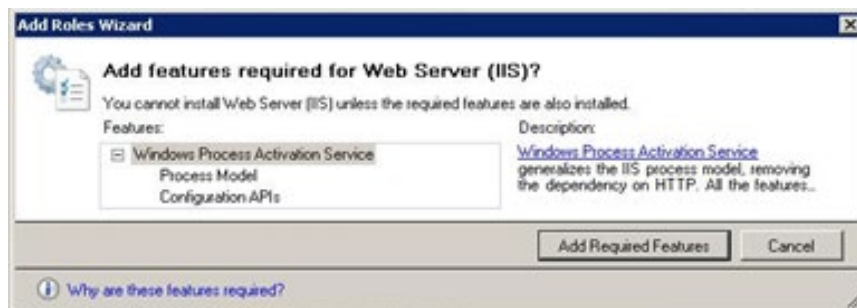 Add Roles Wizard
Add features required for Web Server (IIS)?
You cannot install Web Server (IIS) unless the required features are also installed.
Features:
Description:
Windows Process Activation Service
Process Model
Configuration APIs
Windows Process Activation Service
generalizes the IIS process model, removing
the dependency on HTTP. All the features...
Add Required Features
Cancel
Why are these features required?